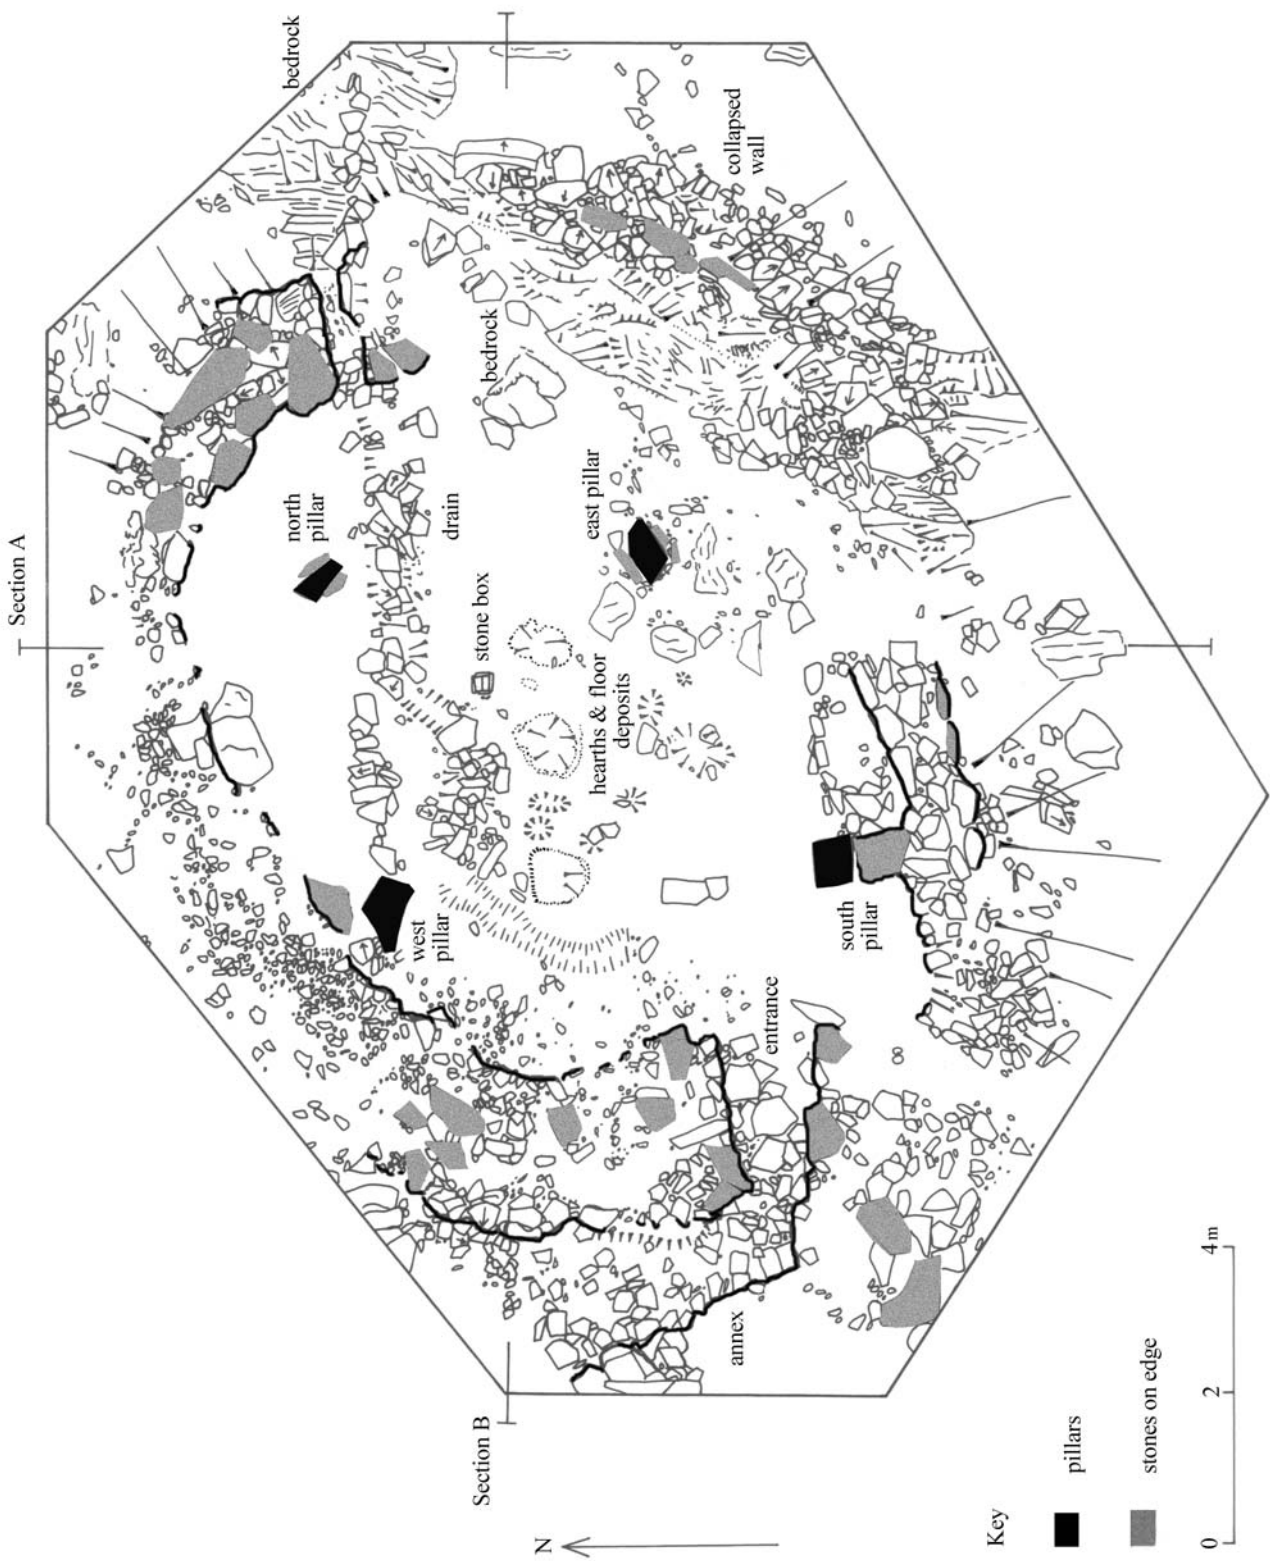 bedrock
Section A
north
pillar
drain
stone box
bedrock
east pillar
collapsed
wall
hearths & floor
deposits
west
pillar
south
pillar
entrance
annex
Section B
N
Key
pillars
stones on edge
0
2
4 m